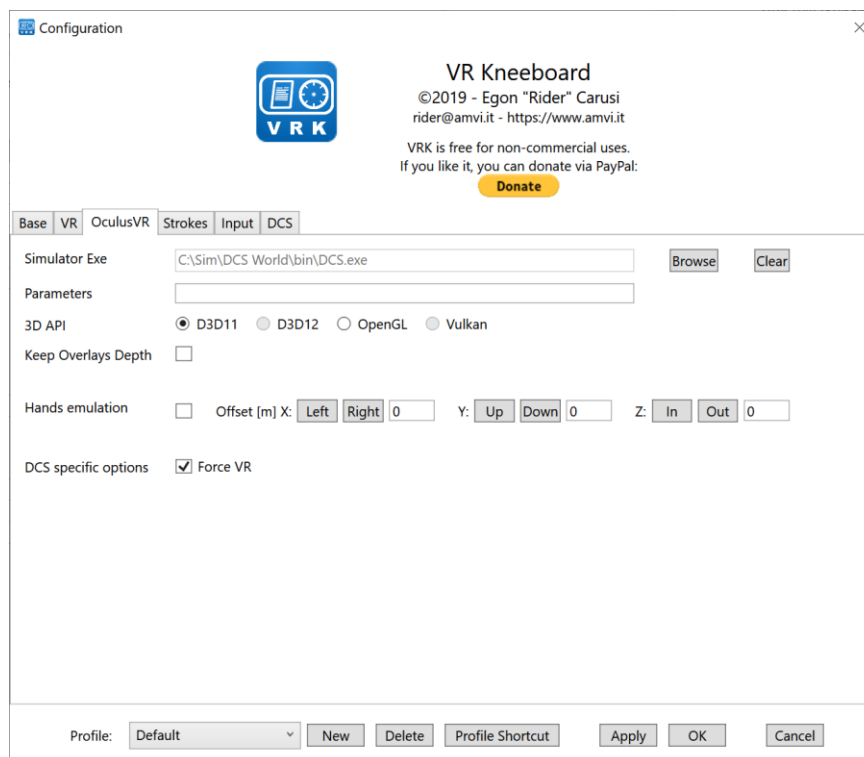 Configuration
VRK
VR Kneeboard
©2019 - Egon "Rider" Carusi
rider@amvi.it - https://www.amvi.it
VRK is free for non-commercial uses.
If you like it, you can donate via PayPal:
Donate
Base VR OculusVR Strokes Input DCS
Simulator Exe C:\Sim\DCS World\bin\DCS.exe Browse Clear
Parameters
3D API D3D11 D3D12 OpenGL Vulkan
Keep Overlays Depth
Hands emulation Offset [m] X: Left Right 0 Y: Up Down 0 Z: In Out 0
DCS specific options Force VR
Profile: Default New Delete Profile Shortcut Apply OK Cancel